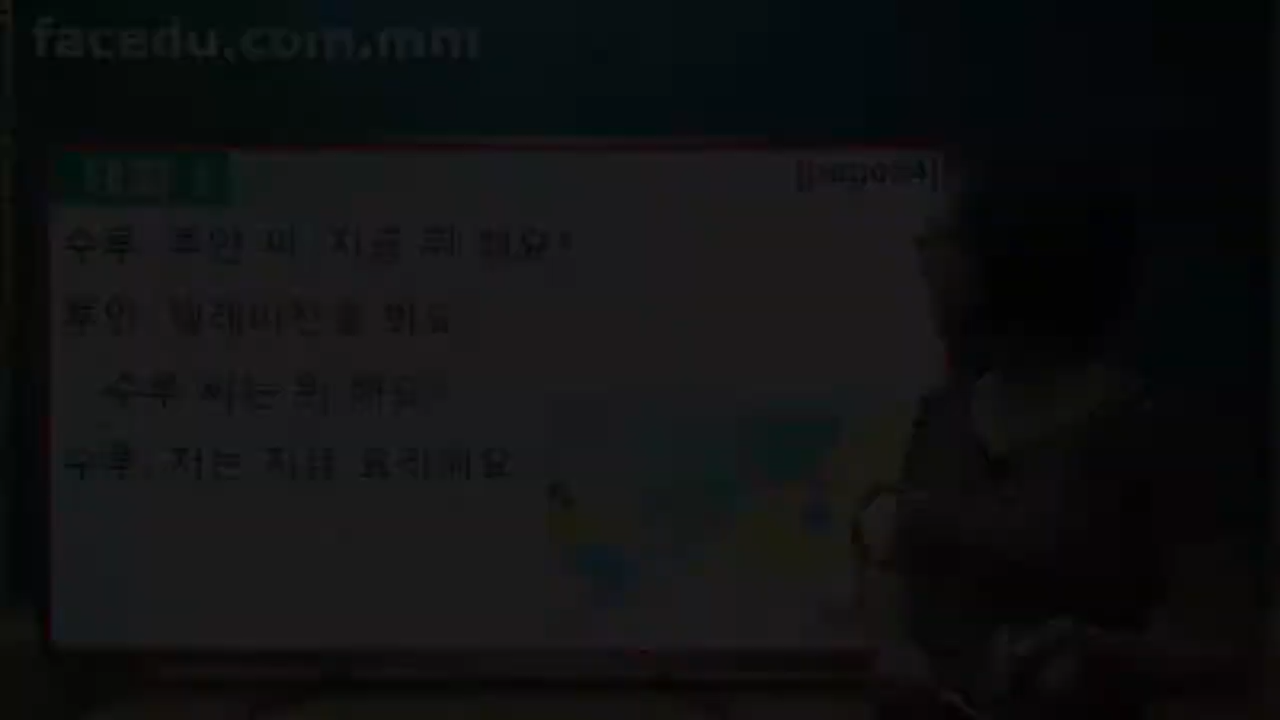 facedu.com.mm
수루: 투안 씨, 지금 뭐 해요?
투안: 텔레비전을 봐요.
수루 씨는 뭐 해요?
수루: 저는 지금 요리해요.